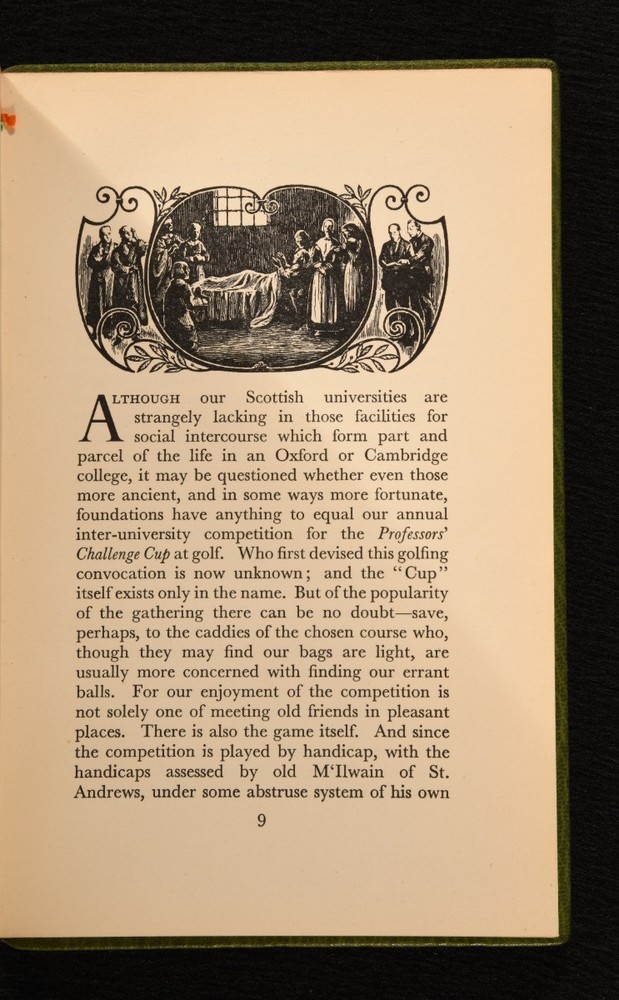 ALTHOUGH our Scottish universities are
strangely lacking in those facilities for
social intercourse which form part and
parcel of the life in an Oxford or Cambridge
college, it may be questioned whether even those
more ancient, and in some ways more fortunate,
foundations have anything to equal our annual
inter-university competition for the Professors'
Challenge Cup at golf. Who first devised this golfing
convocation is now unknown; and the "Cup"
itself exists only in the name. But of the popularity
of the gathering there can be no doubt—save,
perhaps, to the caddies of the chosen course who,
though they may find our bags are light, are
usually more concerned with finding our errant
balls. For our enjoyment of the competition is
not solely one of meeting old friends in pleasant
places. There is also the game itself. And since
the competition is played by handicap, with the
handicaps assessed by old M‘Ilwain of St.
Andrews, under some abstruse system of his own
9